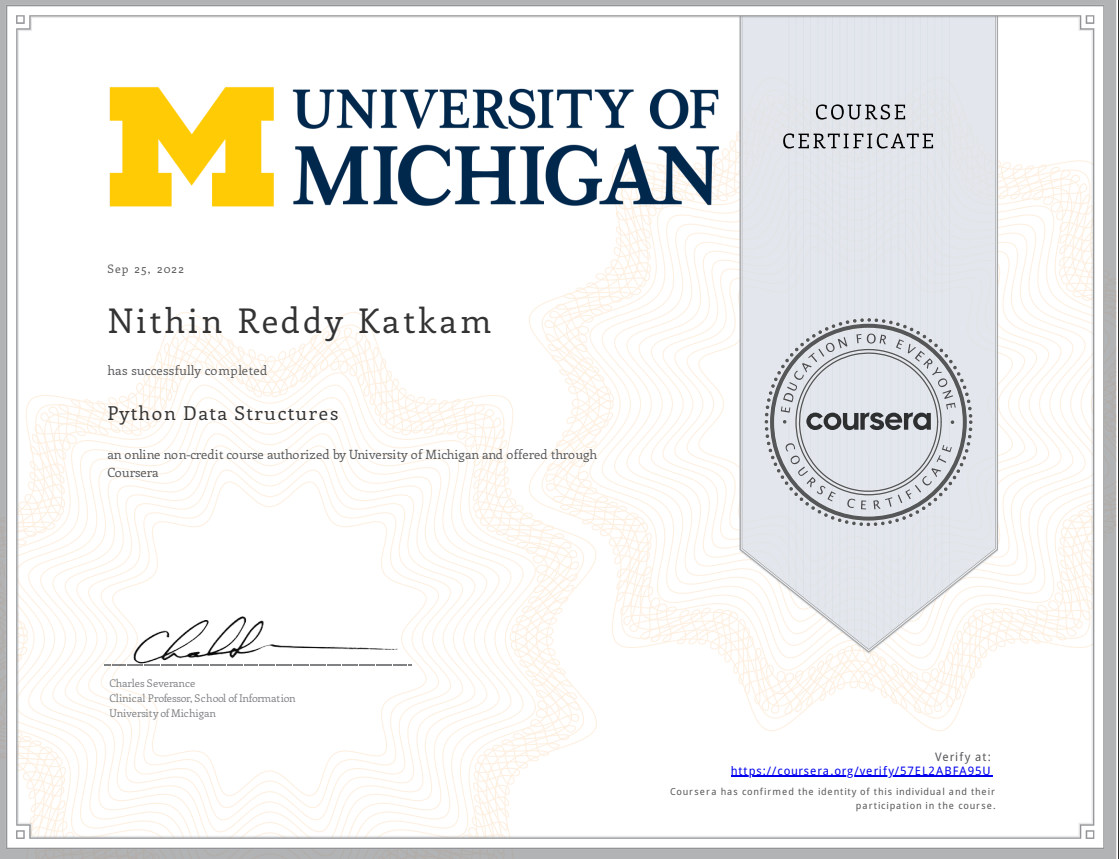 M UNIVERSITY OF
MICHIGAN
COURSE
CERTIFICATE
Sep 25, 2022
Nithin Reddy Katkam
has successfully completed
Python Data Structures
an online non-credit course authorized by University of Michigan and offered through
Coursera
EDUCATION FOR EVERYONE
coursera
COURSE CERTIFICATE
Charles Severance
Clinical Professor, School of Information
University of Michigan
Verify at:
https://coursera.org/verify/57EL2ABFA95U
Coursera has confirmed the identity of this individual and their
participation in the course.